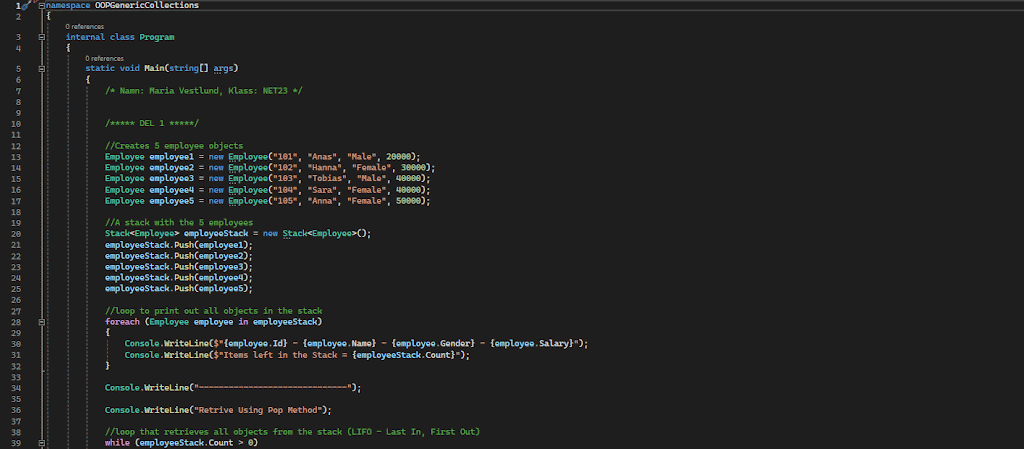 1 namespace OOPGenericCollections
2 {
0 references
3 internal class Program
4 {
0 references
5 static void Main(string[] args)
6 {
7 /* Namn: Maria Vestlund, Klass: NET23 */
8
9
10 /***** DEL 1 *****/
11
12 //Creates 5 employee objects
13 Employee employee1 = new Employee("101", "Anas", "Male", 20000);
14 Employee employee2 = new Employee("102", "Hanna", "Female", 30000);
15 Employee employee3 = new Employee("103", "Tobias", "Male", 40000);
16 Employee employee4 = new Employee("104", "Sara", "Female", 40000);
17 Employee employee5 = new Employee("105", "Anna", "Female", 50000);
18
19 //A stack with the 5 employees
20 Stack<Employee> employeeStack = new Stack<Employee>();
21 employeeStack.Push(employee1);
22 employeeStack.Push(employee2);
23 employeeStack.Push(employee3);
24 employeeStack.Push(employee4);
25 employeeStack.Push(employee5);
26
27 //loop to print out all objects in the stack
28 foreach (Employee employee in employeeStack)
29 {
30 Console.WriteLine($"{employee.Id} - {employee.Name} - {employee.Gender} - {employee.Salary}");
31 Console.WriteLine($"Items left in the Stack = {employeeStack.Count}");
32 }
33
34 Console.WriteLine("------------------------------");
35
36 Console.WriteLine("Retrive Using Pop Method");
37
38 //loop that retrieves all objects from the stack (LIFO - Last In, First Out)
39 while (employeeStack.Count > 0)